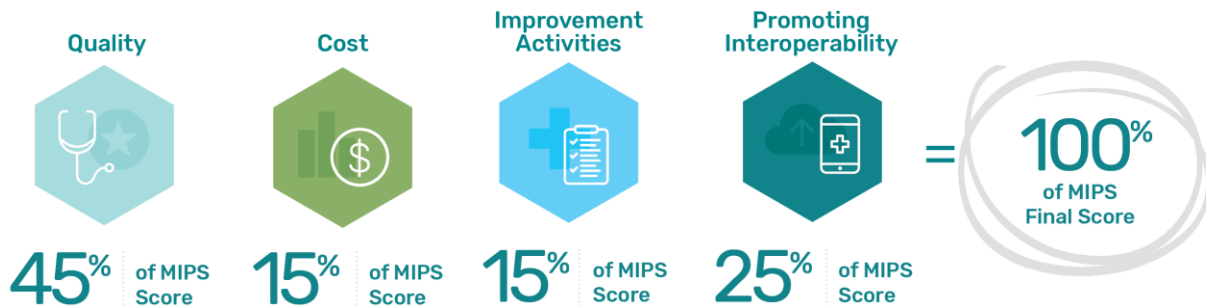 Quality
Cost
Improvement
Activities
Promoting
Interoperability
$
=
100%
of MIPS
Final Score
45% of MIPS
Score
15% of MIPS
Score
15% of MIPS
Score
25% of MIPS
Score